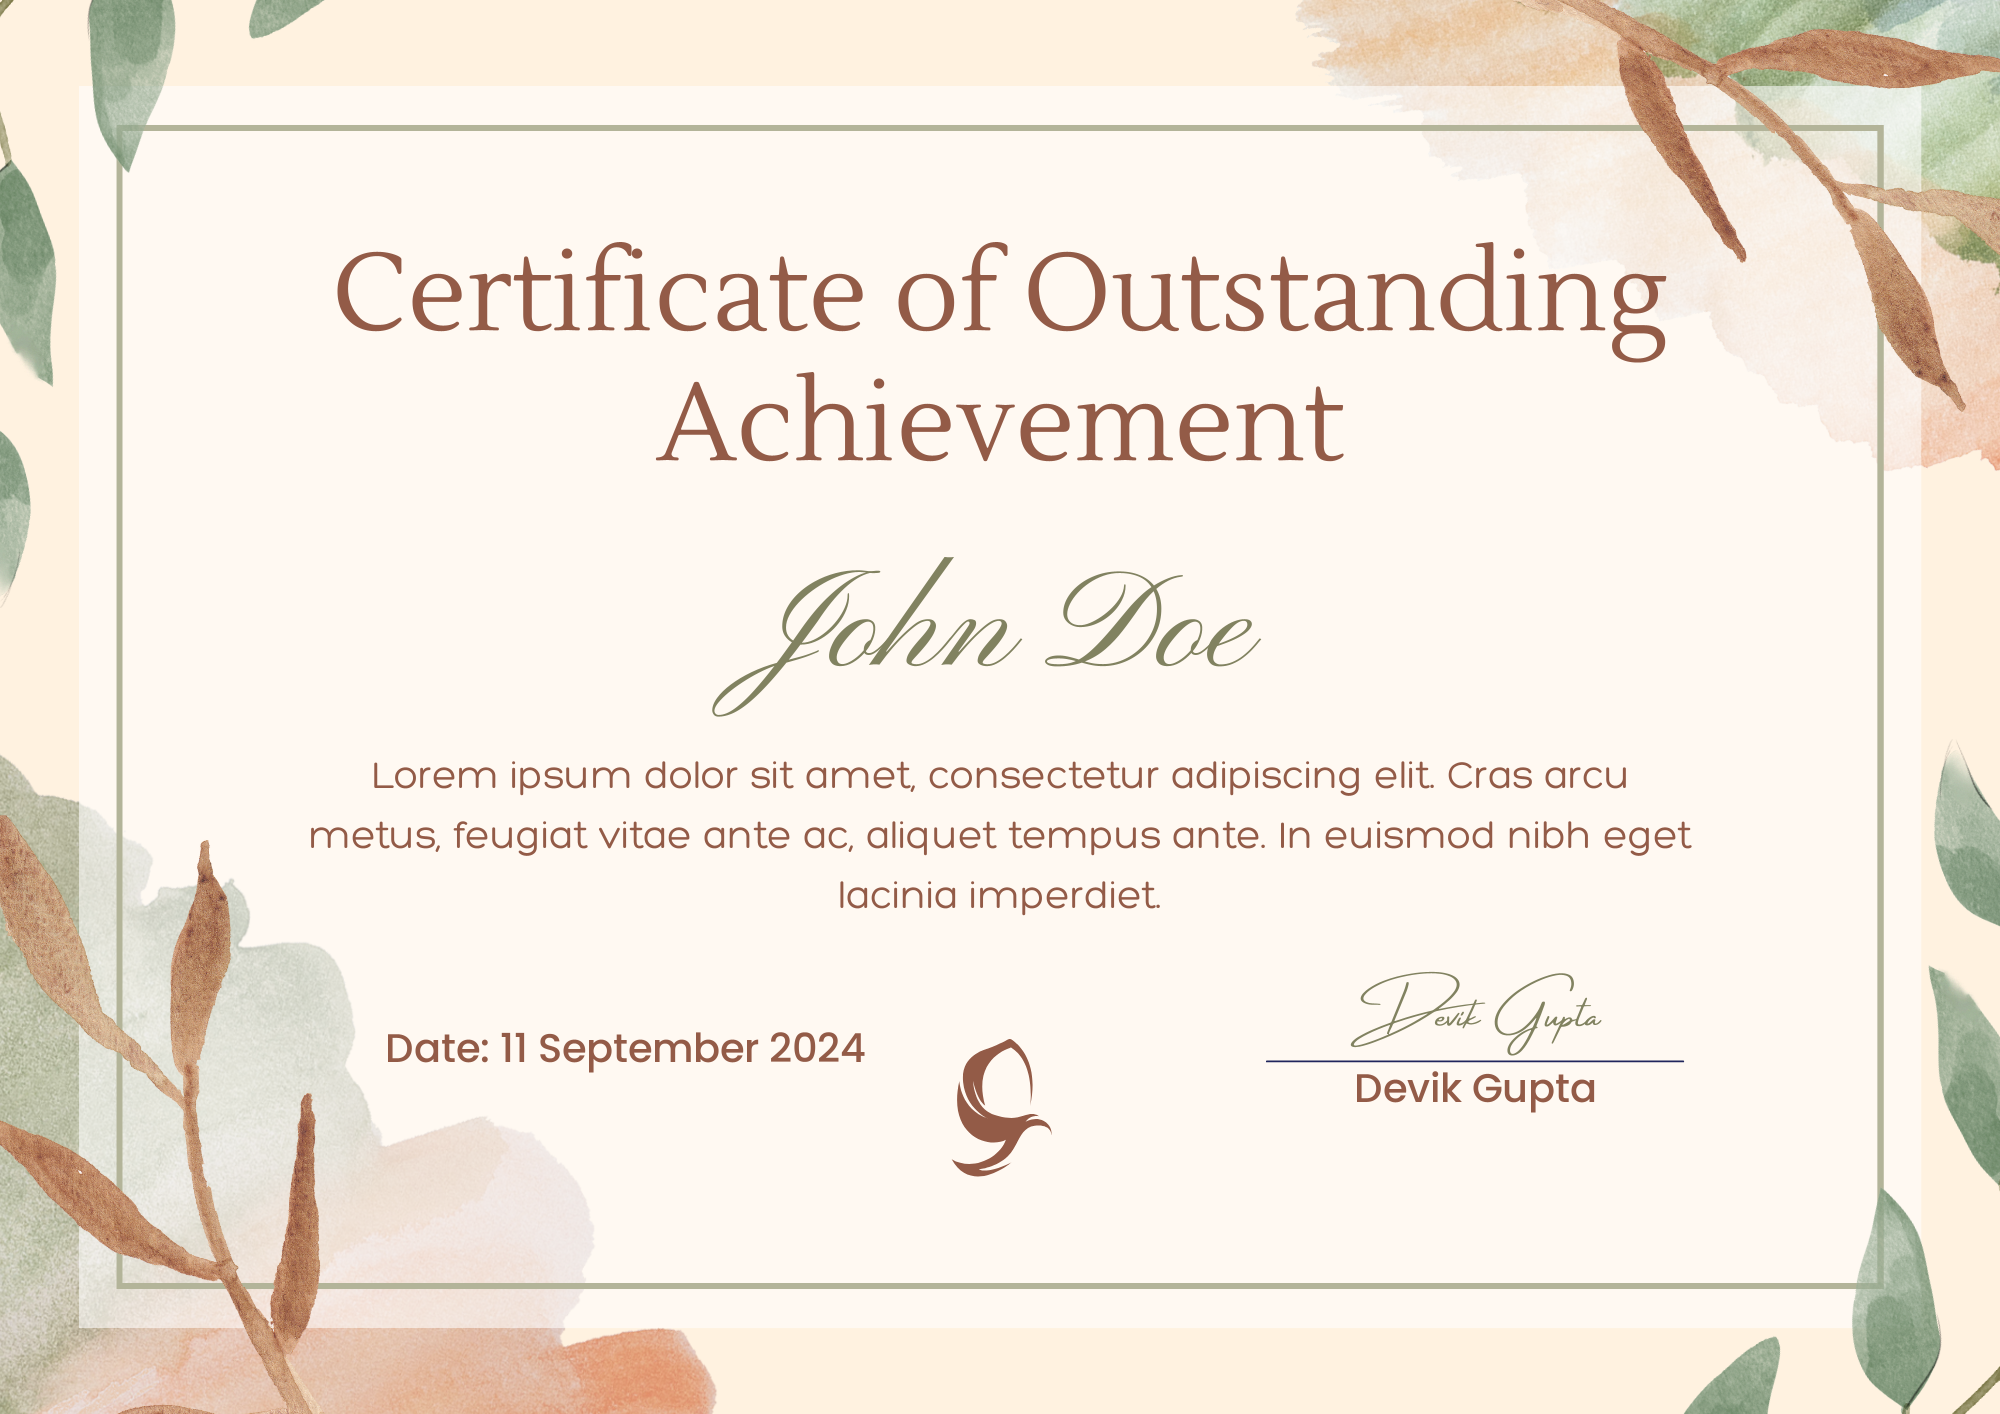 Certificate of Outstanding
Achievement
John Doe
Lorem ipsum dolor sit amet, consectetur adipiscing elit. Cras arcu
metus, feugiat vitae ante ac, aliquet tempus ante. In euismod nibh eget
lacinia imperdiet.
Date: 11 September 2024
Devik Gupta
Devik Gupta